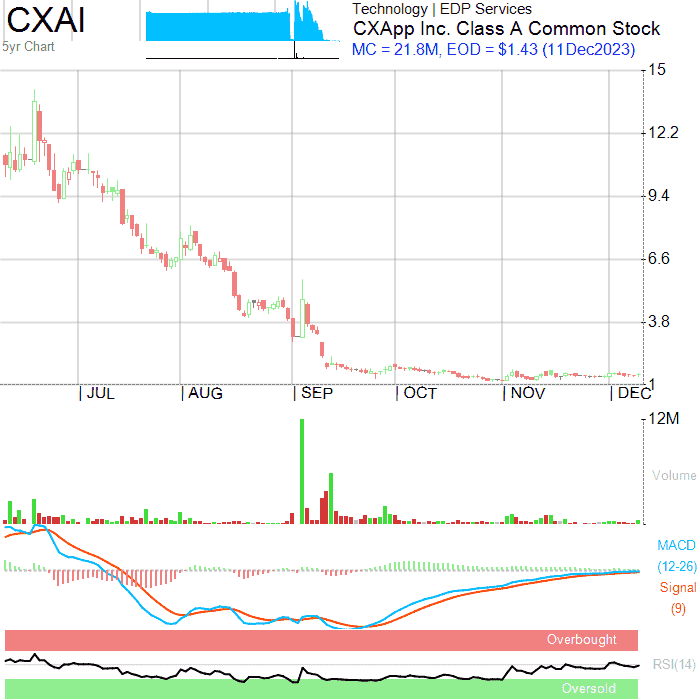 CXAI
5yr Chart
Technology | EDP Services
CXApp Inc. Class A Common Stock
MC = 21.8M, EOD = $1.43 (11Dec2023)
15
12.2
9.4
6.6
3.8
1
| JUL | AUG | SEP | OCT | NOV | DEC
12M
Volume
MACD
(12-26)
Signal
(9)
Overbought
RSI(14)
Oversold